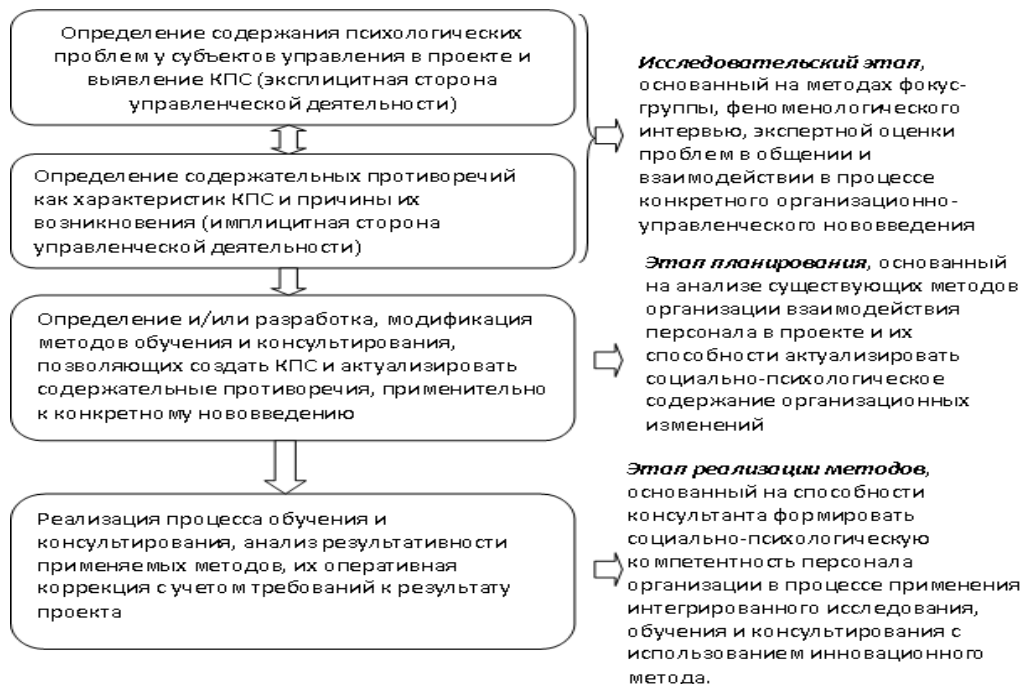 Определение содержания психологических
проблем у субъектов управления в проекте и
выявление КПС (эксплицитная сторона
управленческой деятельности)
Определение содержательных противоречий
как характеристик КПС и причины их
возникновения (имплицитная сторона
управленческой деятельности)
Исследовательский этап,
основанный на методах фокус-
группы, феноменологического
интервью, экспертной оценки
проблем в общении и
взаимодействии в процессе
конкретного организационно-
управленческого нововведения
Определение и/или разработка, модификация
методов обучения и консультирования,
позволяющих создать КПС и актуализировать
содержательные противоречия, применительно
к конкретному нововведению
Этап планирования, основанный
на анализе существующих методов
организации взаимодействия
персонала в проекте и их
способности актуализировать
социально-психологическое
содержание организационных
изменений
Реализация процесса обучения и
консультирования, анализ результативности
применяемых методов, их оперативная
коррекция с учетом требований к результату
проекта
Этап реализации методов,
основанный на способности
консультанта формировать
социально-психологическую
компетентность персонала
организации в процессе применения
интегрированного исследования,
обучения и консультирования с
использованием инновационного
метода.